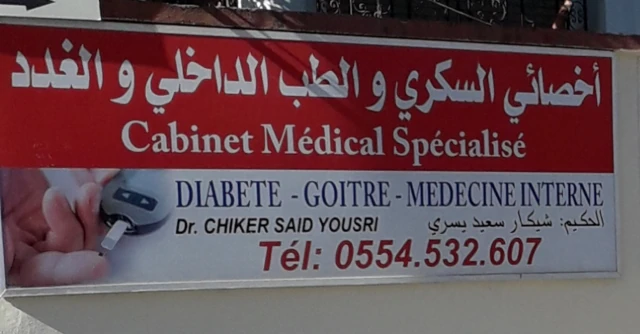 أخصائي السكري و الطب الداخلي و الغدد
Cabinet Médical Spécialisé
DIABETE - GOITRE - MEDECINE INTERNE
Dr. CHIKER SAID YOUSRI
الحكيم: شيكار سعيد يسري
Tél: 0554.532.607